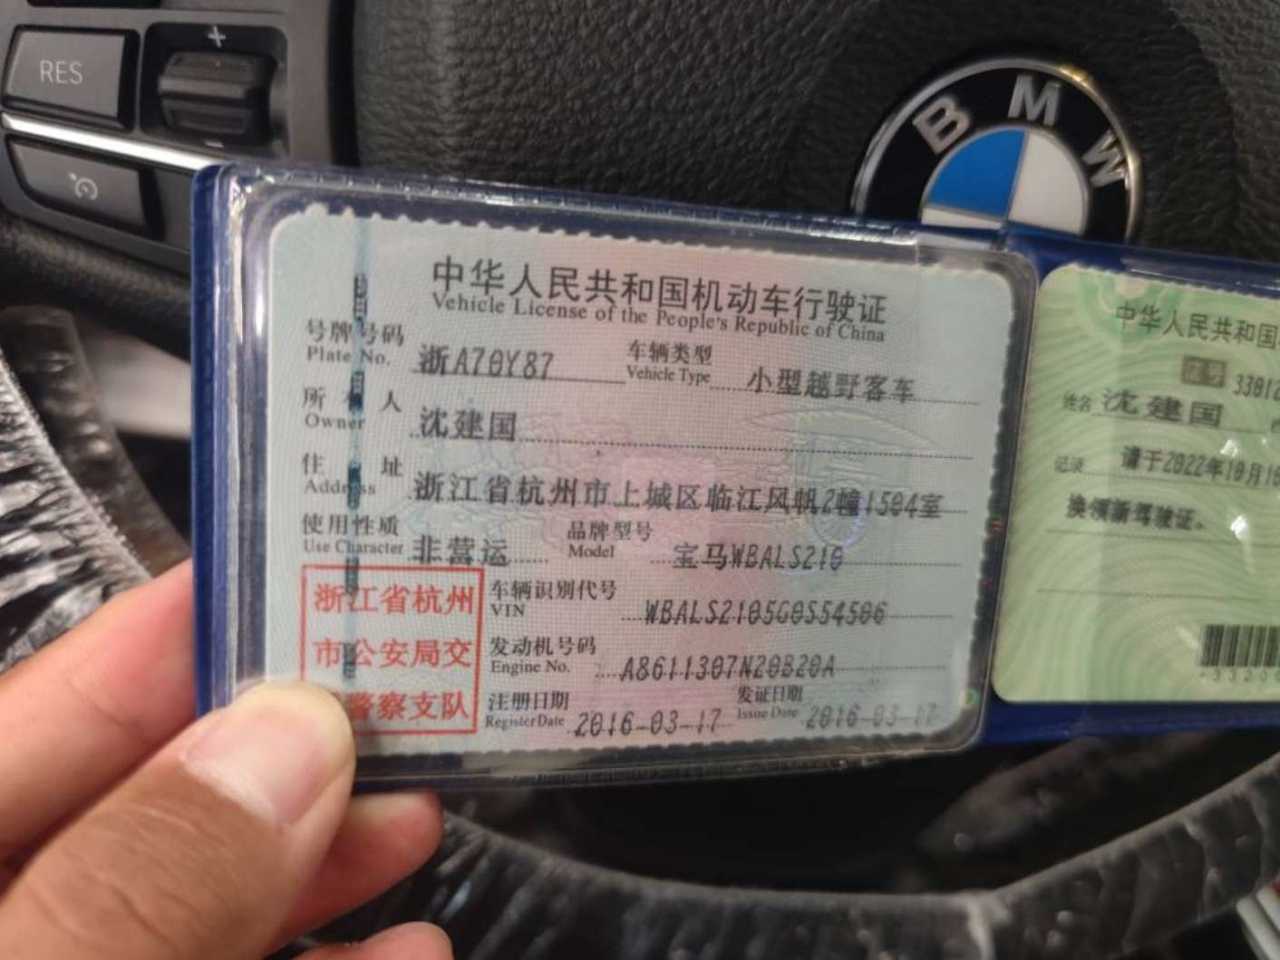 RES
+
BMW
中华人民共和国机动车行驶证
Vehicle License of the People's Republic of China
号牌号码 浙A70Y87 车辆类型 小型越野客车
Plate No. Vehicle Type
所有人 沈建国
Owner
住址 浙江省杭州市上城区临江风帆2幢1504室
Address
使用性质 非营运 品牌型号 宝马WBALS210
Use Character Model
浙江省杭州
市公安局交
警察支队
车辆识别代号 WBALS2105G0S54506
VIN
发动机号码 A8611307N20B20A
Engine No.
注册日期 2016-03-17 发证日期 2016-03-17
Register Date Issue Date
中华人民共和国
证号 3301
姓名 沈建国
记录 请于2022年10月
换领新驾驶证。